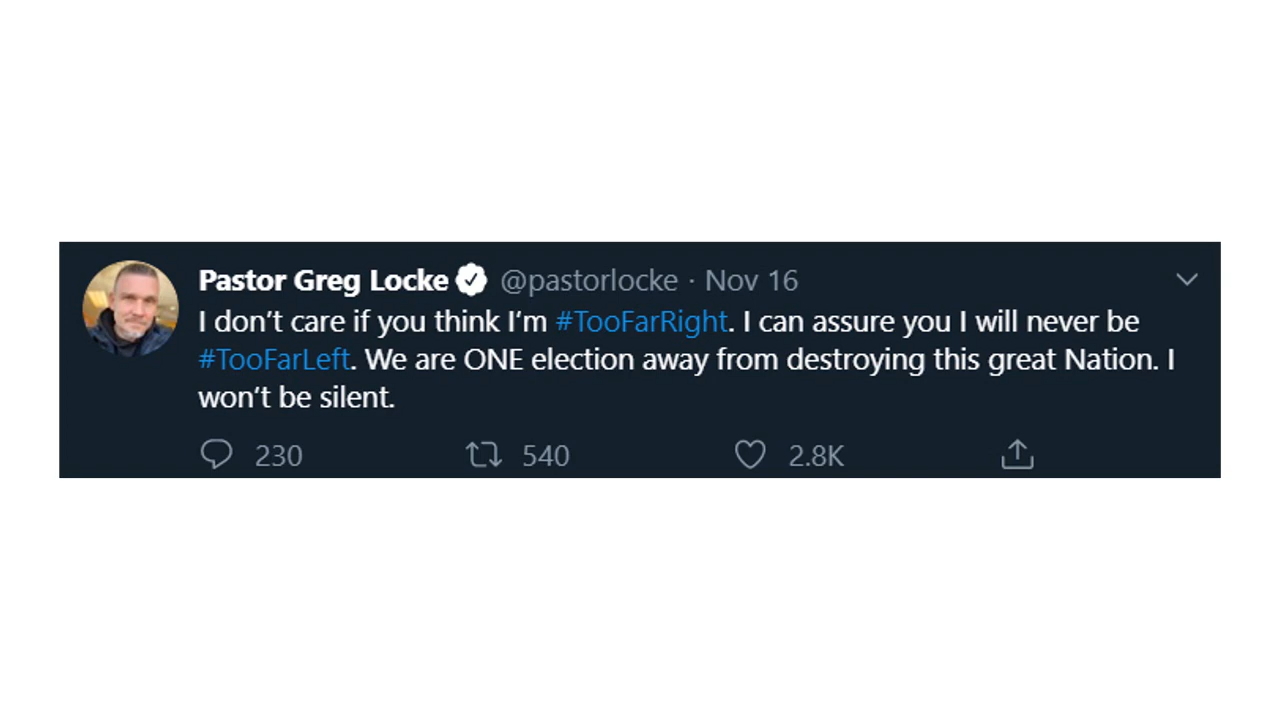 Pastor Greg Locke @pastorlocke · Nov 16
I don’t care if you think I’m #TooFarRight. I can assure you I will never be
#TooFarLeft. We are ONE election away from destroying this great Nation. I
won’t be silent.
230 540 2.8K